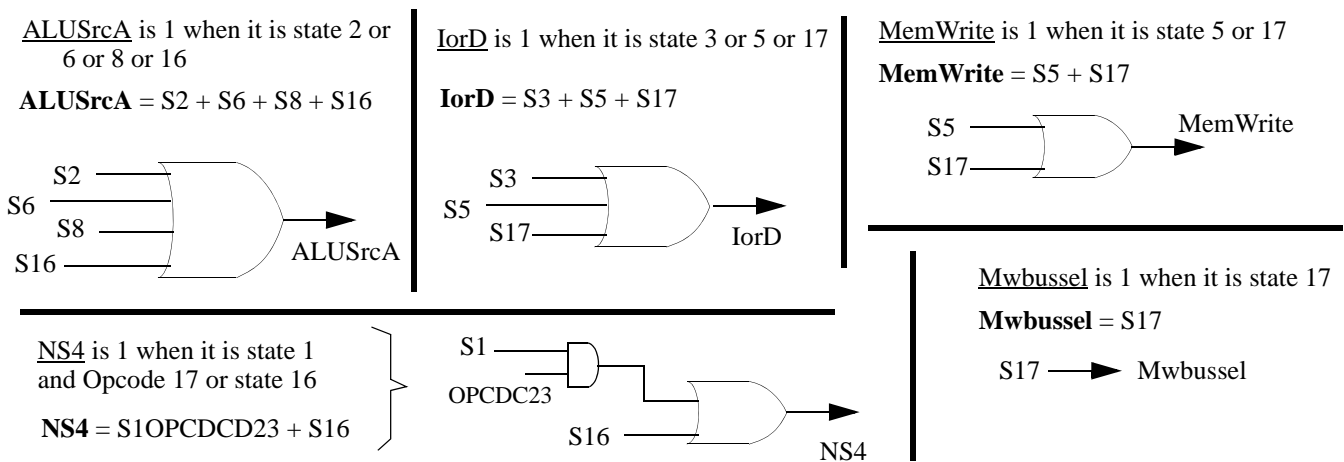 ALUSrcA is 1 when it is state 2 or
6 or 8 or 16
ALUSrcA = S2 + S6 + S8 + S16
S2
S6
S8
S16
ALUSrcA
IorD is 1 when it is state 3 or 5 or 17
IorD = S3 + S5 + S17
S3
S5
S17
IorD
MemWrite is 1 when it is state 5 or 17
MemWrite = S5 + S17
S5
S17
MemWrite
NS4 is 1 when it is state 1
and Opcode 17 or state 16
NS4 = S1OPCDCD23 + S16
S1
OPCDC23
S16
NS4
Mwbussel is 1 when it is state 17
Mwbussel = S17
S17
Mwbussel